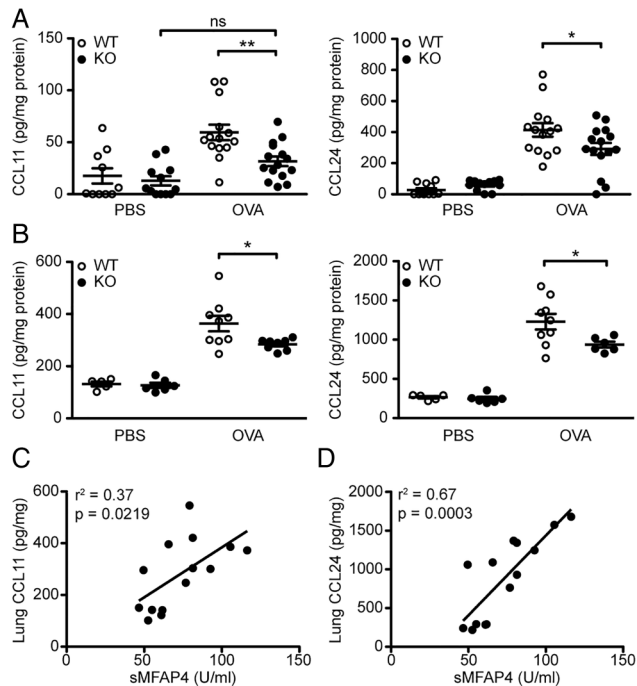 A
ns
**
WT
KO
CCL11 (pg/mg protein)
150
100
50
0
PBS
OVA
*
WT
KO
CCL24 (pg/mg protein)
1000
800
600
400
200
0
PBS
OVA
B
*
WT
KO
CCL11 (pg/mg protein)
600
400
200
0
PBS
OVA
*
WT
KO
CCL24 (pg/mg protein)
2000
1500
1000
500
0
PBS
OVA
C
r² = 0.37
p = 0.0219
Lung CCL11 (pg/mg)
600
400
200
0
0 50 100 150
sMFAP4 (U/ml)
D
r² = 0.67
p = 0.0003
Lung CCL24 (pg/mg)
2000
1500
1000
500
0
0 50 100 150
sMFAP4 (U/ml)